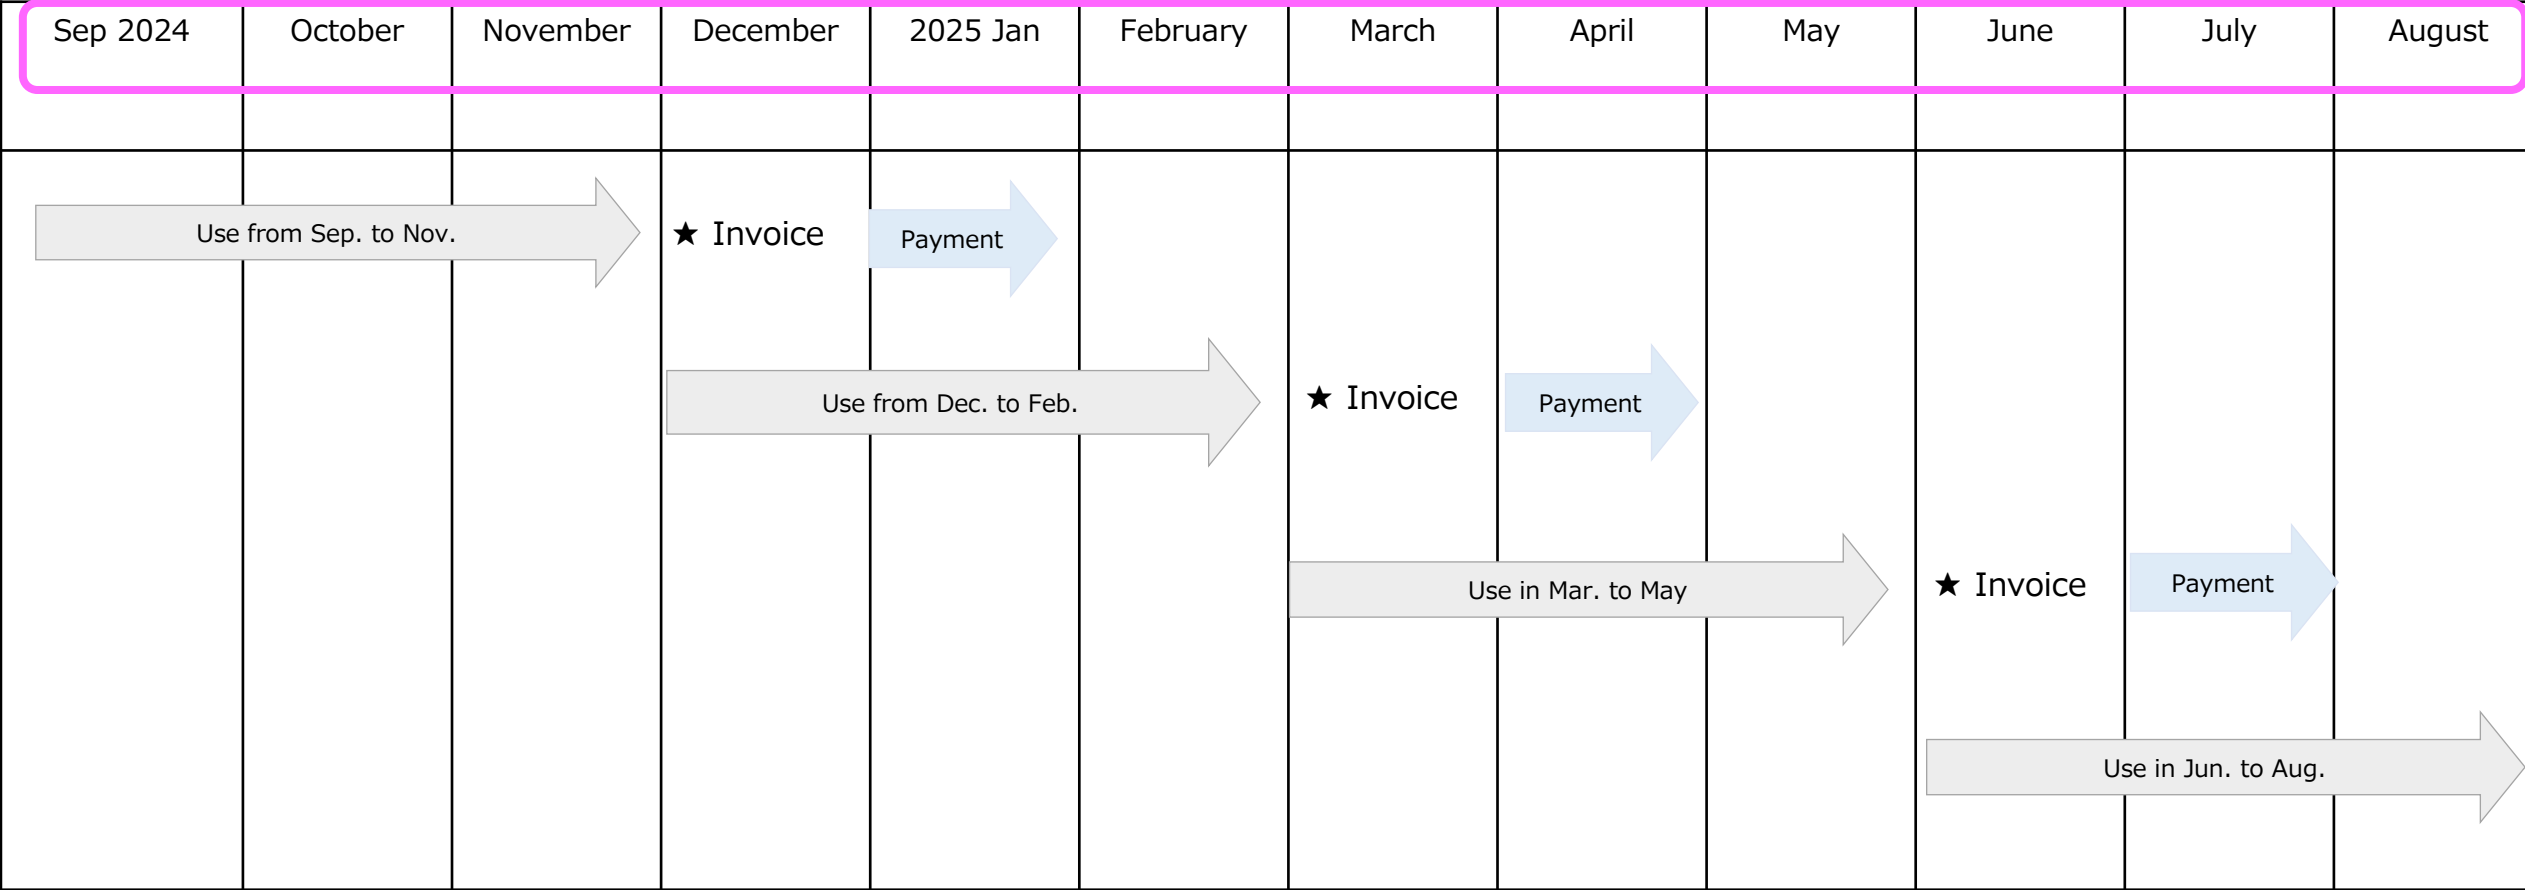 Sep 2024 October November December 2025 Jan February March April May June July August
Use from Sep. to Nov. ★ Invoice Payment
Use from Dec. to Feb. ★ Invoice Payment
Use in Mar. to May ★ Invoice Payment
Use in Jun. to Aug.